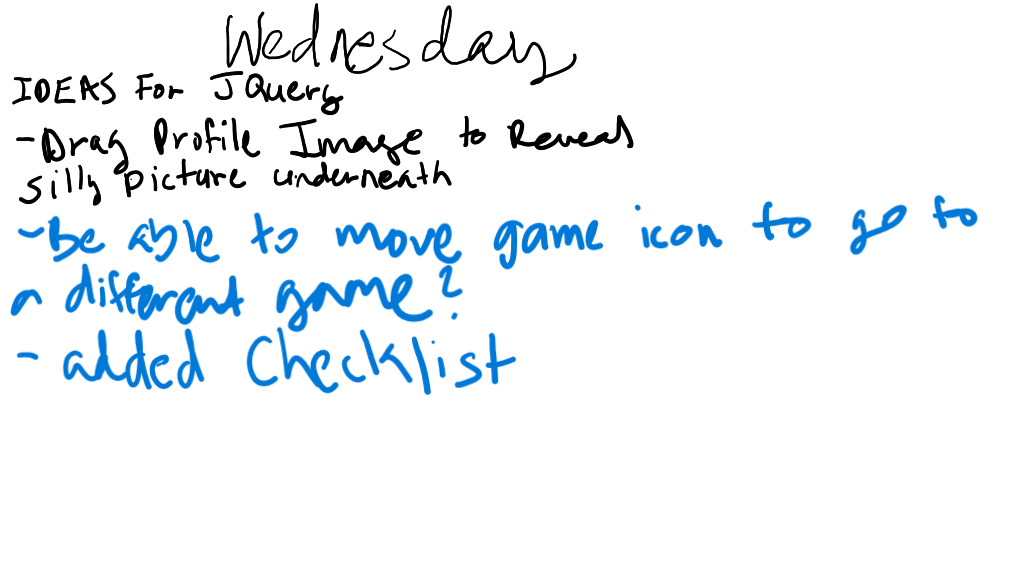 Wednesday
IDEAS For JQuery
- Drag Profile Image to Reveal
silly picture underneath
- Be able to move game icon to go to
a different game?
- added Checklist